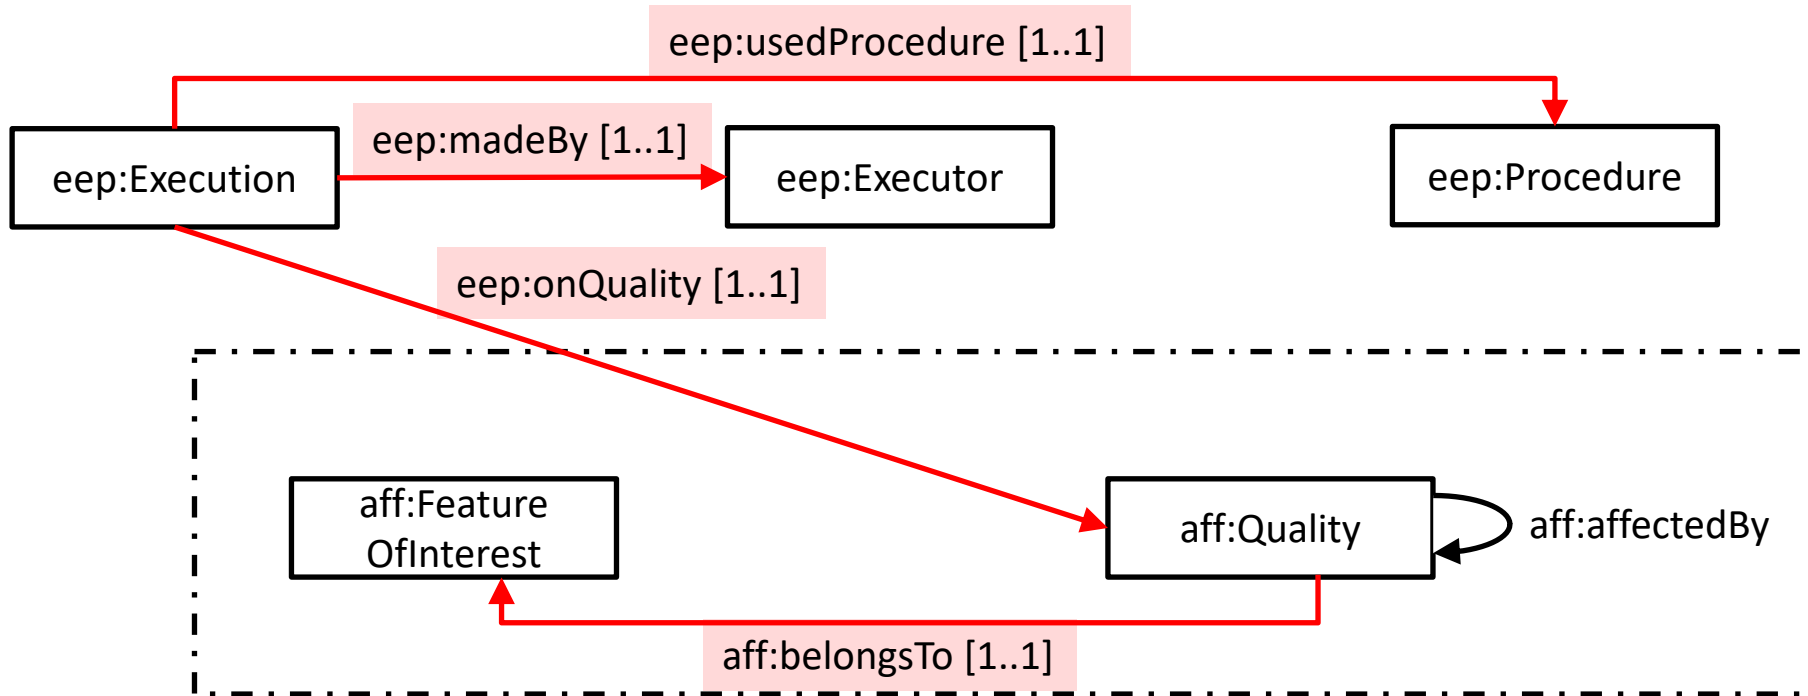 eep:usedProcedure [1..1]
eep:madeBy [1..1]
eep:Execution
eep:Executor
eep:Procedure
eep:onQuality [1..1]
aff:Feature
OfInterest
aff:Quality
aff:affectedBy
aff:belongsTo [1..1]